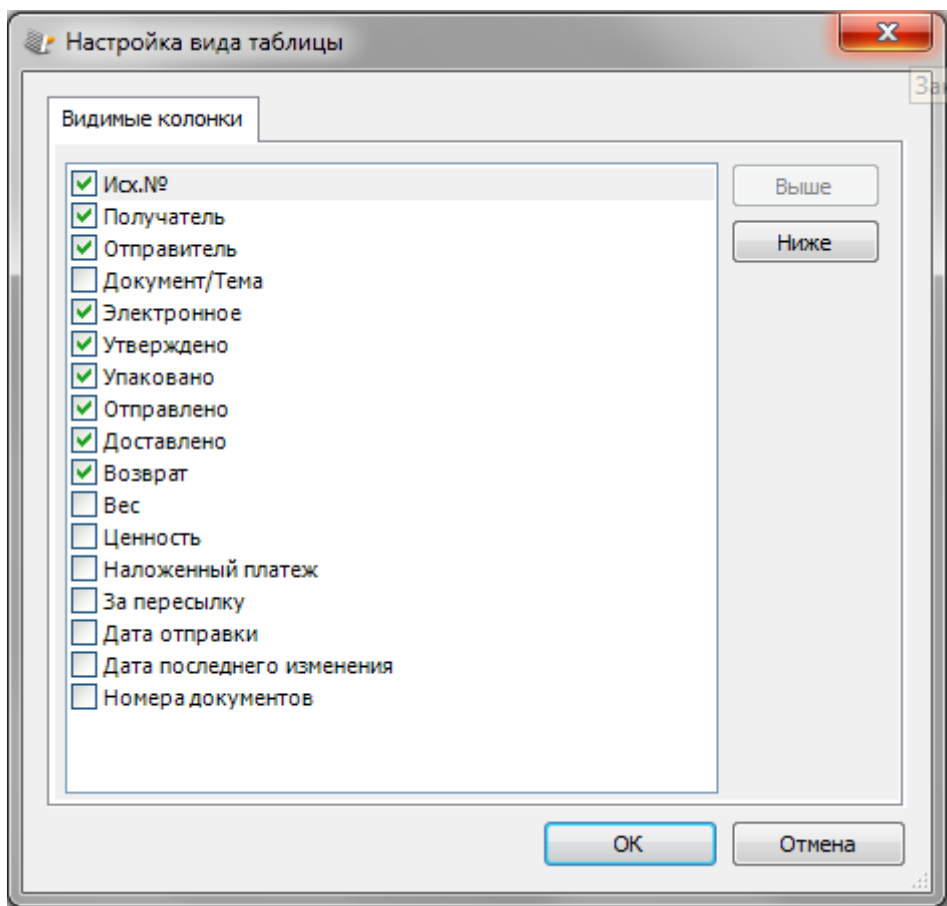 Настройка вида таблицы
Видимые колонки
Исх.№
Получатель
Отправитель
Документ/Тема
Электронное
Утверждено
Упаковано
Отправлено
Доставлено
Возврат
Вес
Ценность
Наложенный платеж
За пересылку
Дата отправки
Дата последнего изменения
Номера документов
Выше
Ниже
ОК
Отмена